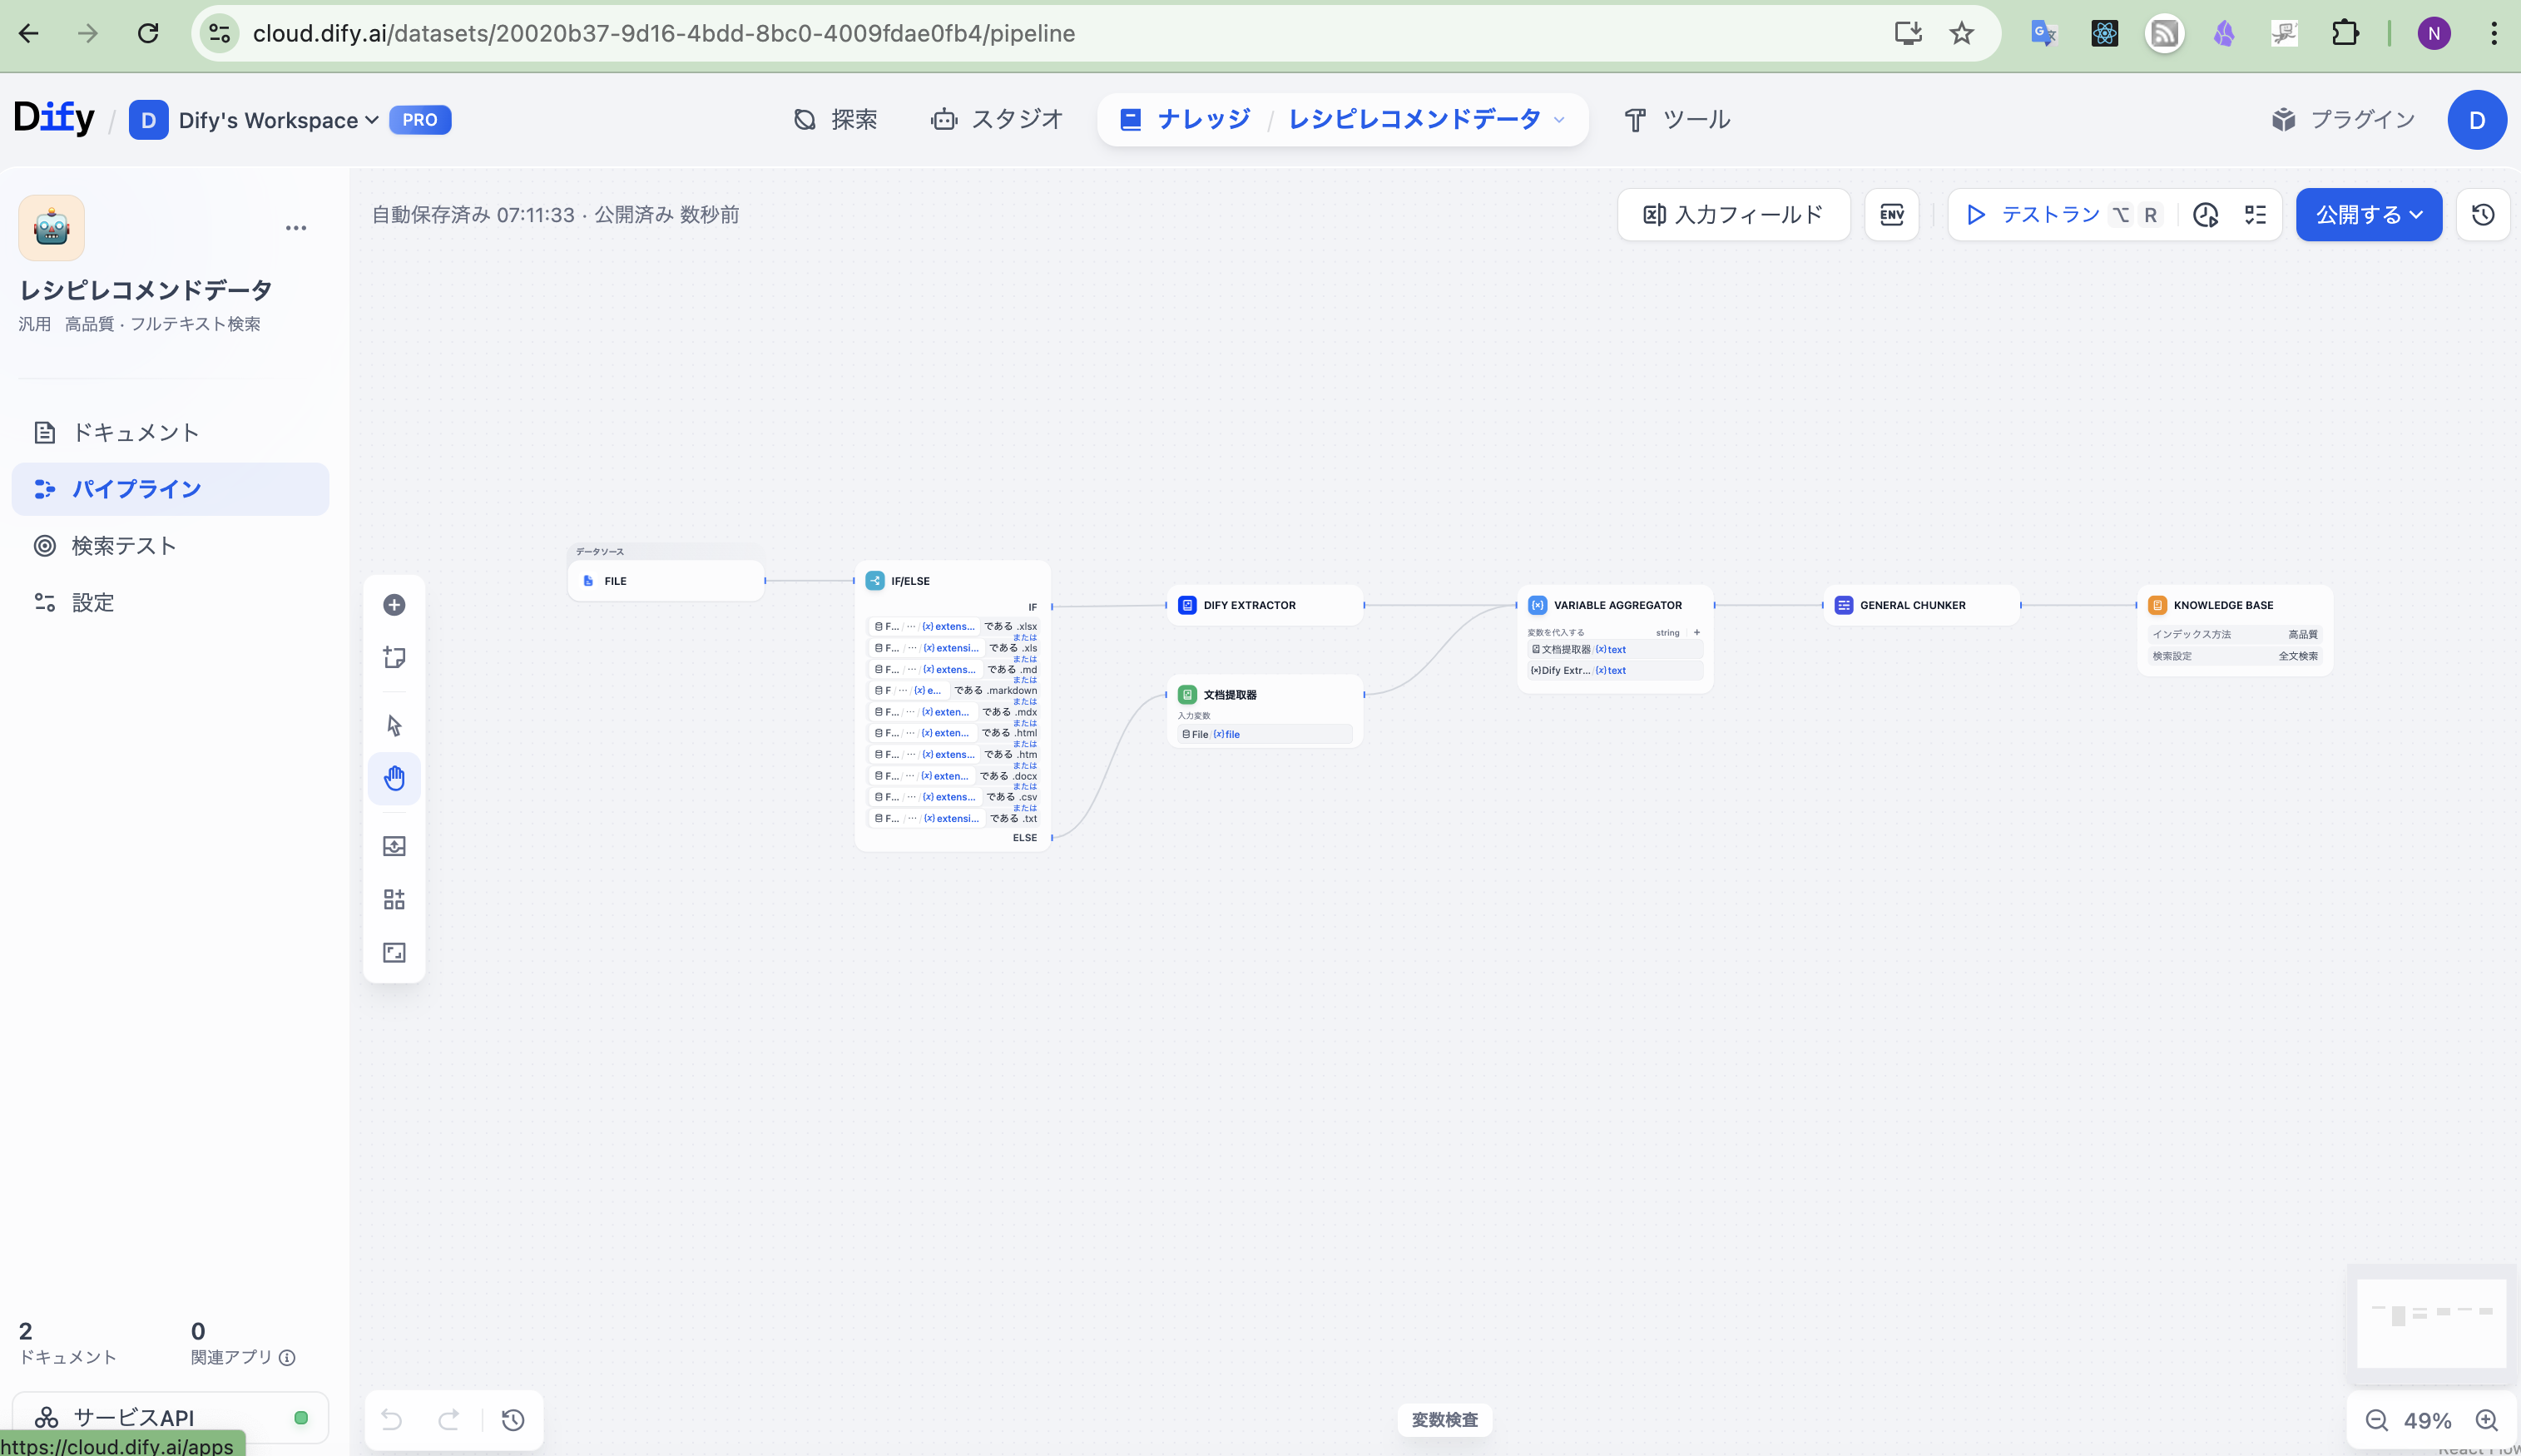 cloud.dify.ai/datasets/20020b37-9d16-4bdd-8bc0-4009fdae0fb4/pipeline
N
Dify / D Dify's Workspace PRO
探索
スタジオ
ナレッジ / レシピレコメンドデータ
ツール
プラグイン
D
レシピレコメンドデータ
汎用 高品質・フルテキスト検索
ドキュメント
パイプライン
検索テスト
設定
2
ドキュメント
0
関連アプリ
サービスAPI
https://cloud.dify.ai/apps
自動保存済み 07:11:33 · 公開済み 数秒前
入力フィールド
ENV
テストラン ⌥ R
公開する
データソース
FILE
IF/ELSE
IF
F... / ··· / (x) extens... である .xlsx
または
F... / ··· / (x) extensi... である .xls
または
F... / ··· / (x) extens... である .md
または
F / ··· / (x) e... である .markdown
または
F... / ··· / (x) exten... である .mdx
または
F... / ··· / (x) exten... である .html
または
F... / ··· / (x) extens... である .htm
または
F... / ··· / (x) exten... である .docx
または
F... / ··· / (x) extens... である .csv
または
F... / ··· / (x) extensi... である .txt
ELSE
DIFY EXTRACTOR
文档提取器
入力変数
File / (x) file
VARIABLE AGGREGATOR
変数を代入する string +
文档提取器 / (x) text
(x) Dify Extr... / (x) text
GENERAL CHUNKER
KNOWLEDGE BASE
インデックス方法 高品質
検索設定 全文検索
変数検査
49%
React Flow